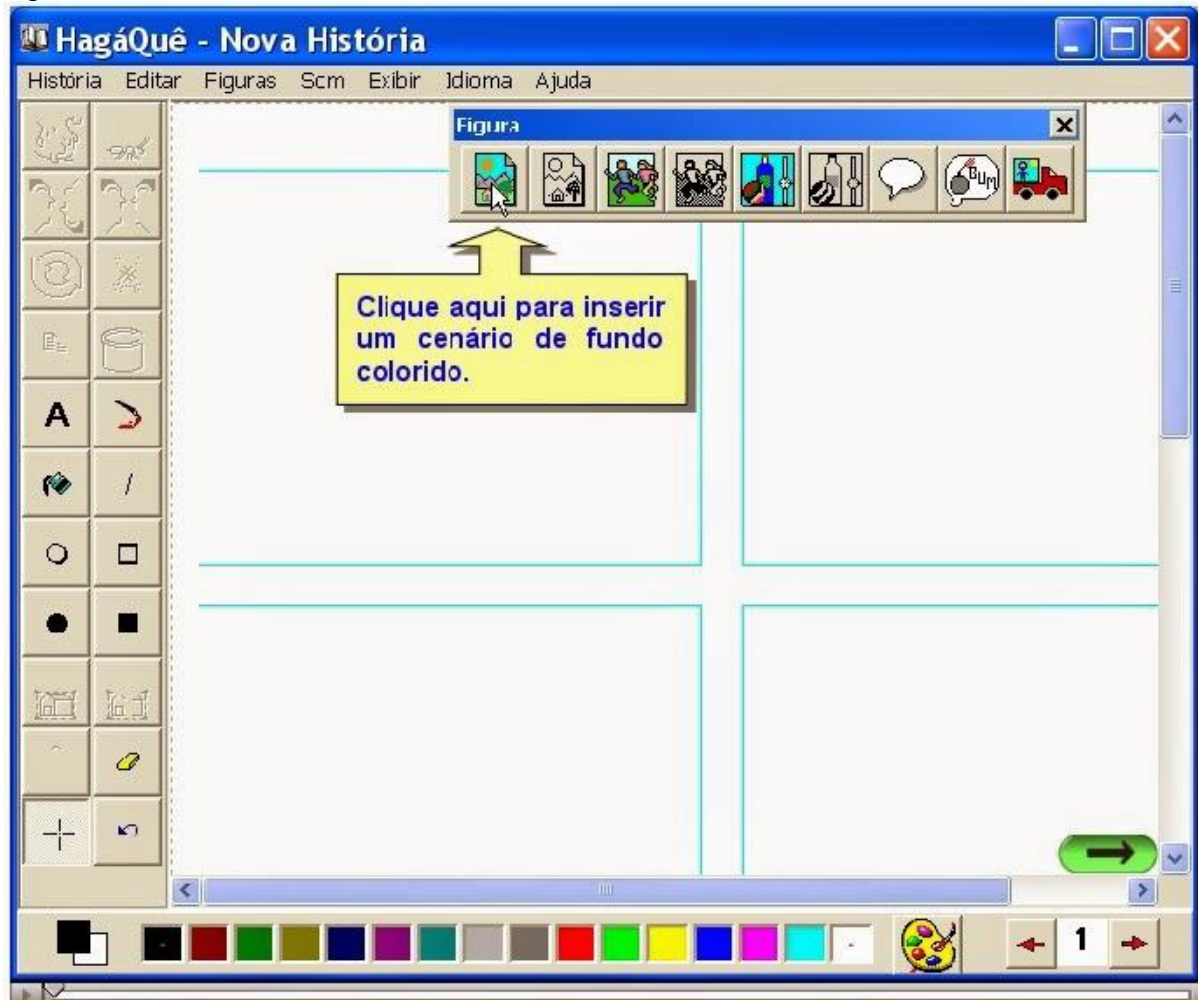 HagáQuê - Nova História
História Editar Figuras Som Exibir Idioma Ajuda
Figura
BUM
Clique aqui para inserir
um cenário de fundo
colorido.
A
1